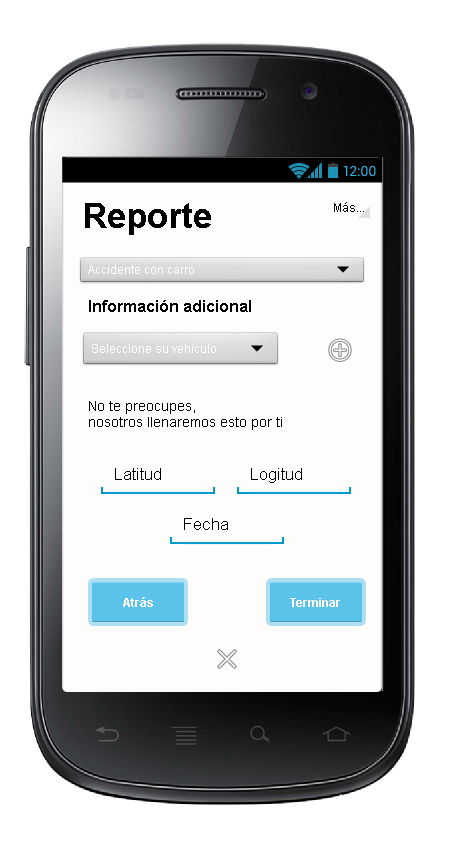 12:00
Reporte
Más...
Accidente con carro
Información adicional
Seleccione su vehículo
No te preocupes,
nosotros llenaremos esto por ti
Latitud
Logitud
Fecha
Atrás
Terminar